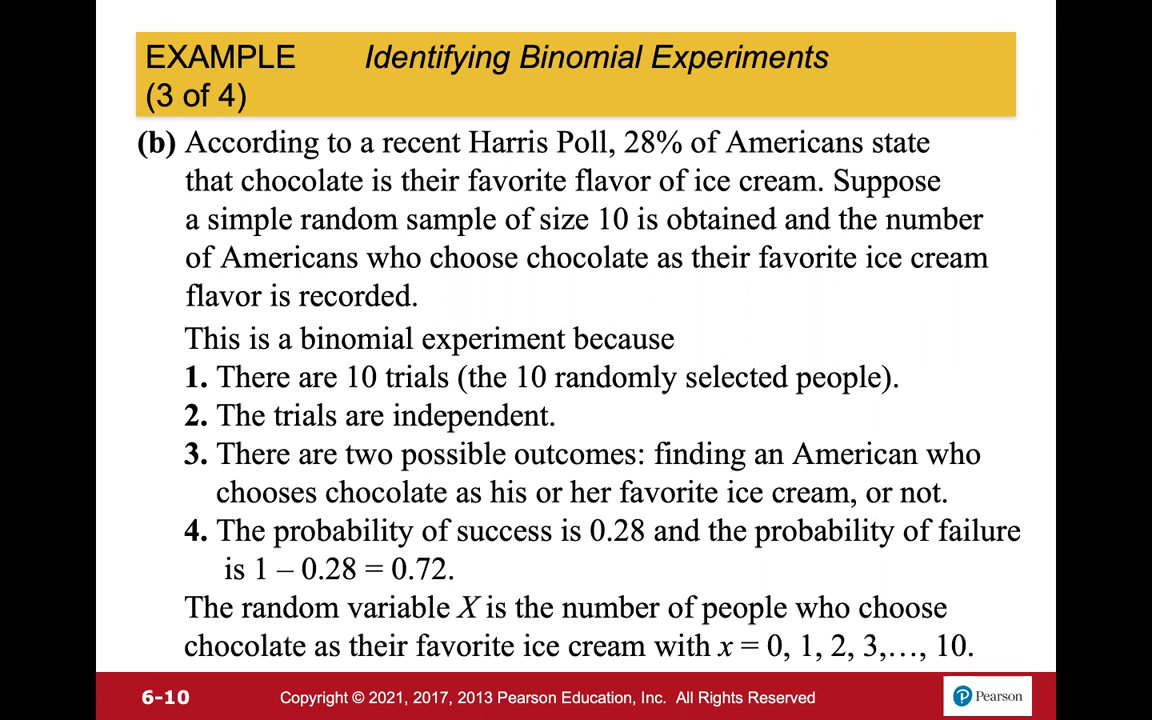 EXAMPLE Identifying Binomial Experiments
(3 of 4)
(b) According to a recent Harris Poll, 28% of Americans state
that chocolate is their favorite flavor of ice cream. Suppose
a simple random sample of size 10 is obtained and the number
of Americans who choose chocolate as their favorite ice cream
flavor is recorded.
This is a binomial experiment because
1. There are 10 trials (the 10 randomly selected people).
2. The trials are independent.
3. There are two possible outcomes: finding an American who
chooses chocolate as his or her favorite ice cream, or not.
4. The probability of success is 0.28 and the probability of failure
is 1 – 0.28 = 0.72.
The random variable X is the number of people who choose
chocolate as their favorite ice cream with x = 0, 1, 2, 3,…, 10.
6-10 Copyright © 2021, 2017, 2013 Pearson Education, Inc. All Rights Reserved P Pearson